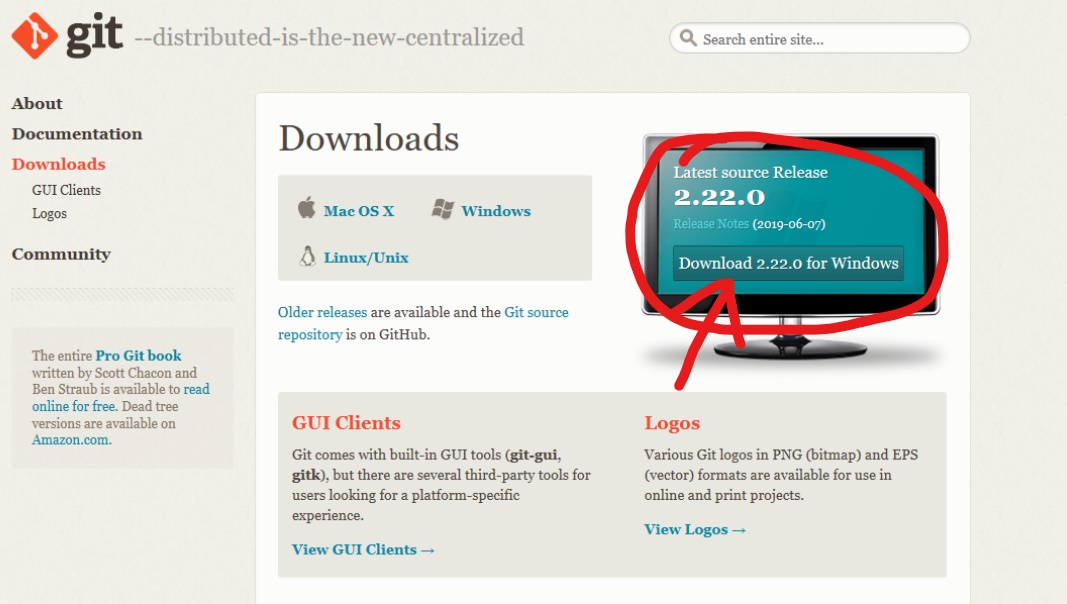 git --distributed-is-the-new-centralized
Search entire site...
About
Documentation
Downloads
GUI Clients
Logos
Community
The entire Pro Git book
written by Scott Chacon and
Ben Straub is available to read
online for free. Dead tree
versions are available on
Amazon.com.
Downloads
Mac OS X
Windows
Linux/Unix
Older releases are available and the Git source
repository is on GitHub.
Latest source Release
2.22.0
Release Notes (2019-06-07)
Download 2.22.0 for Windows
GUI Clients
Git comes with built-in GUI tools (git-gui,
gitk), but there are several third-party tools for
users looking for a platform-specific
experience.
View GUI Clients →
Logos
Various Git logos in PNG (bitmap) and EPS
(vector) formats are available for use in
online and print projects.
View Logos →